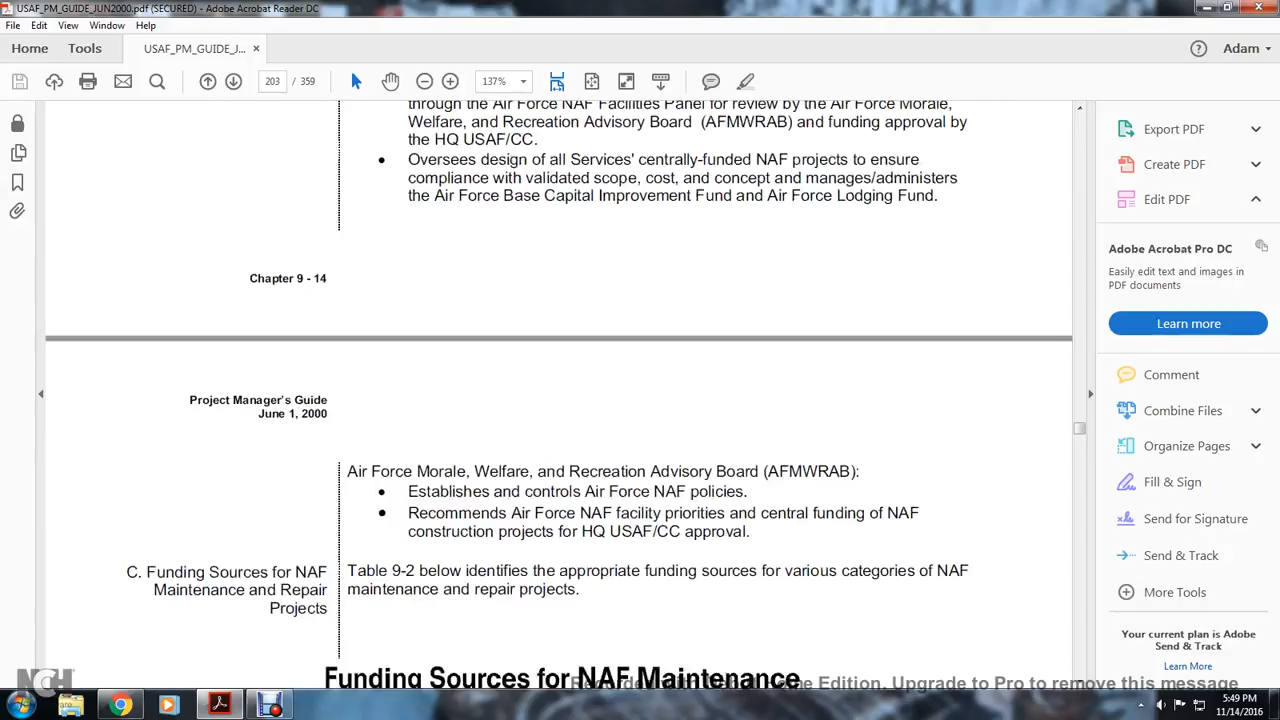 USAF_PM_GUIDE_JUN2000.pdf (SECURED) - Adobe Acrobat Reader DC
File Edit View Window Help
Home Tools USAF_PM_GUIDE_J... × Adam
203 / 359 137%
through the Air Force NAF Facilities Panel for review by the Air Force Morale,
Welfare, and Recreation Advisory Board (AFMWRAB) and funding approval by
the HQ USAF/CC.
• Oversees design of all Services' centrally-funded NAF projects to ensure
compliance with validated scope, cost, and concept and manages/administers
the Air Force Base Capital Improvement Fund and Air Force Lodging Fund.
Chapter 9 - 14
Project Manager's Guide
June 1, 2000
Air Force Morale, Welfare, and Recreation Advisory Board (AFMWRAB):
• Establishes and controls Air Force NAF policies.
• Recommends Air Force NAF facility priorities and central funding of NAF
construction projects for HQ USAF/CC approval.
C. Funding Sources for NAF
Maintenance and Repair
Projects
Table 9-2 below identifies the appropriate funding sources for various categories of NAF
maintenance and repair projects.
Funding Sources for NAF Maintenance
Export PDF
Create PDF
Edit PDF
Adobe Acrobat Pro DC
Easily edit text and images in
PDF documents
Learn more
Comment
Combine Files
Organize Pages
Fill & Sign
Send for Signature
Send & Track
More Tools
Your current plan is Adobe
Send & Track
Learn More
NCH
Edition, Upgrade to Pro to remove this message
5:49 PM
11/14/2016